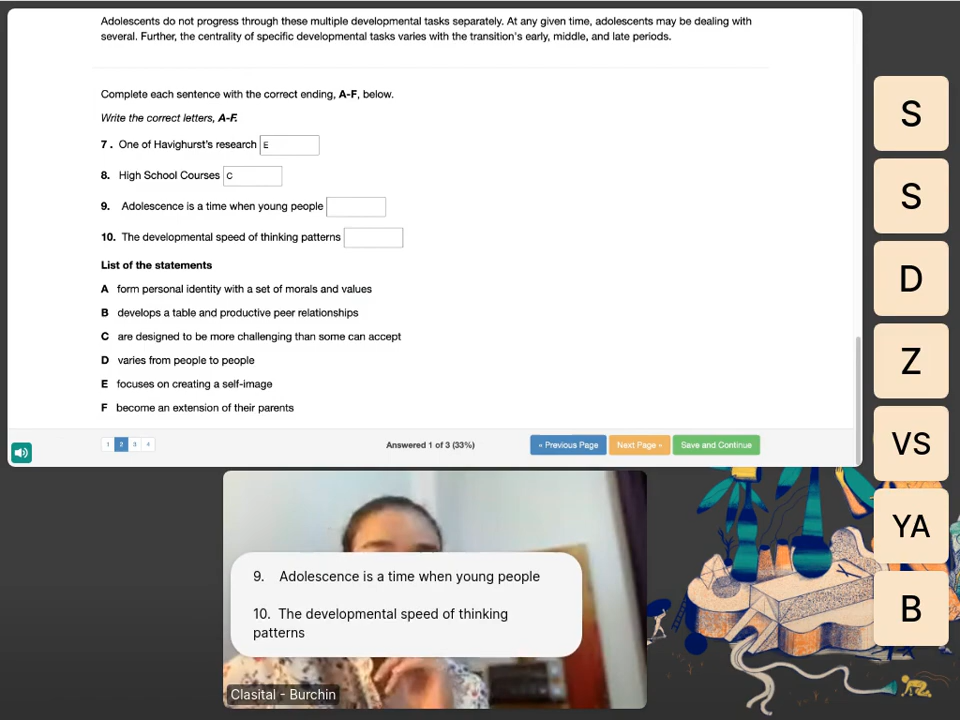 Adolescents do not progress through these multiple developmental tasks separately. At any given time, adolescents may be dealing with
several. Further, the centrality of specific developmental tasks varies with the transition's early, middle, and late periods.
Complete each sentence with the correct ending, A-F, below.
Write the correct letters, A-F.
7 . One of Havighurst's research E
8. High School Courses C
9. Adolescence is a time when young people
10. The developmental speed of thinking patterns
List of the statements
A form personal identity with a set of morals and values
B develops a table and productive peer relationships
C are designed to be more challenging than some can accept
D varies from people to people
E focuses on creating a self-image
F become an extension of their parents
1 2 3 4
Answered 1 of 3 (33%)
« Previous Page
Next Page »
Save and Continue
S
S
D
Z
VS
YA
B
9. Adolescence is a time when young people
10. The developmental speed of thinking
patterns
Clasital - Burchin